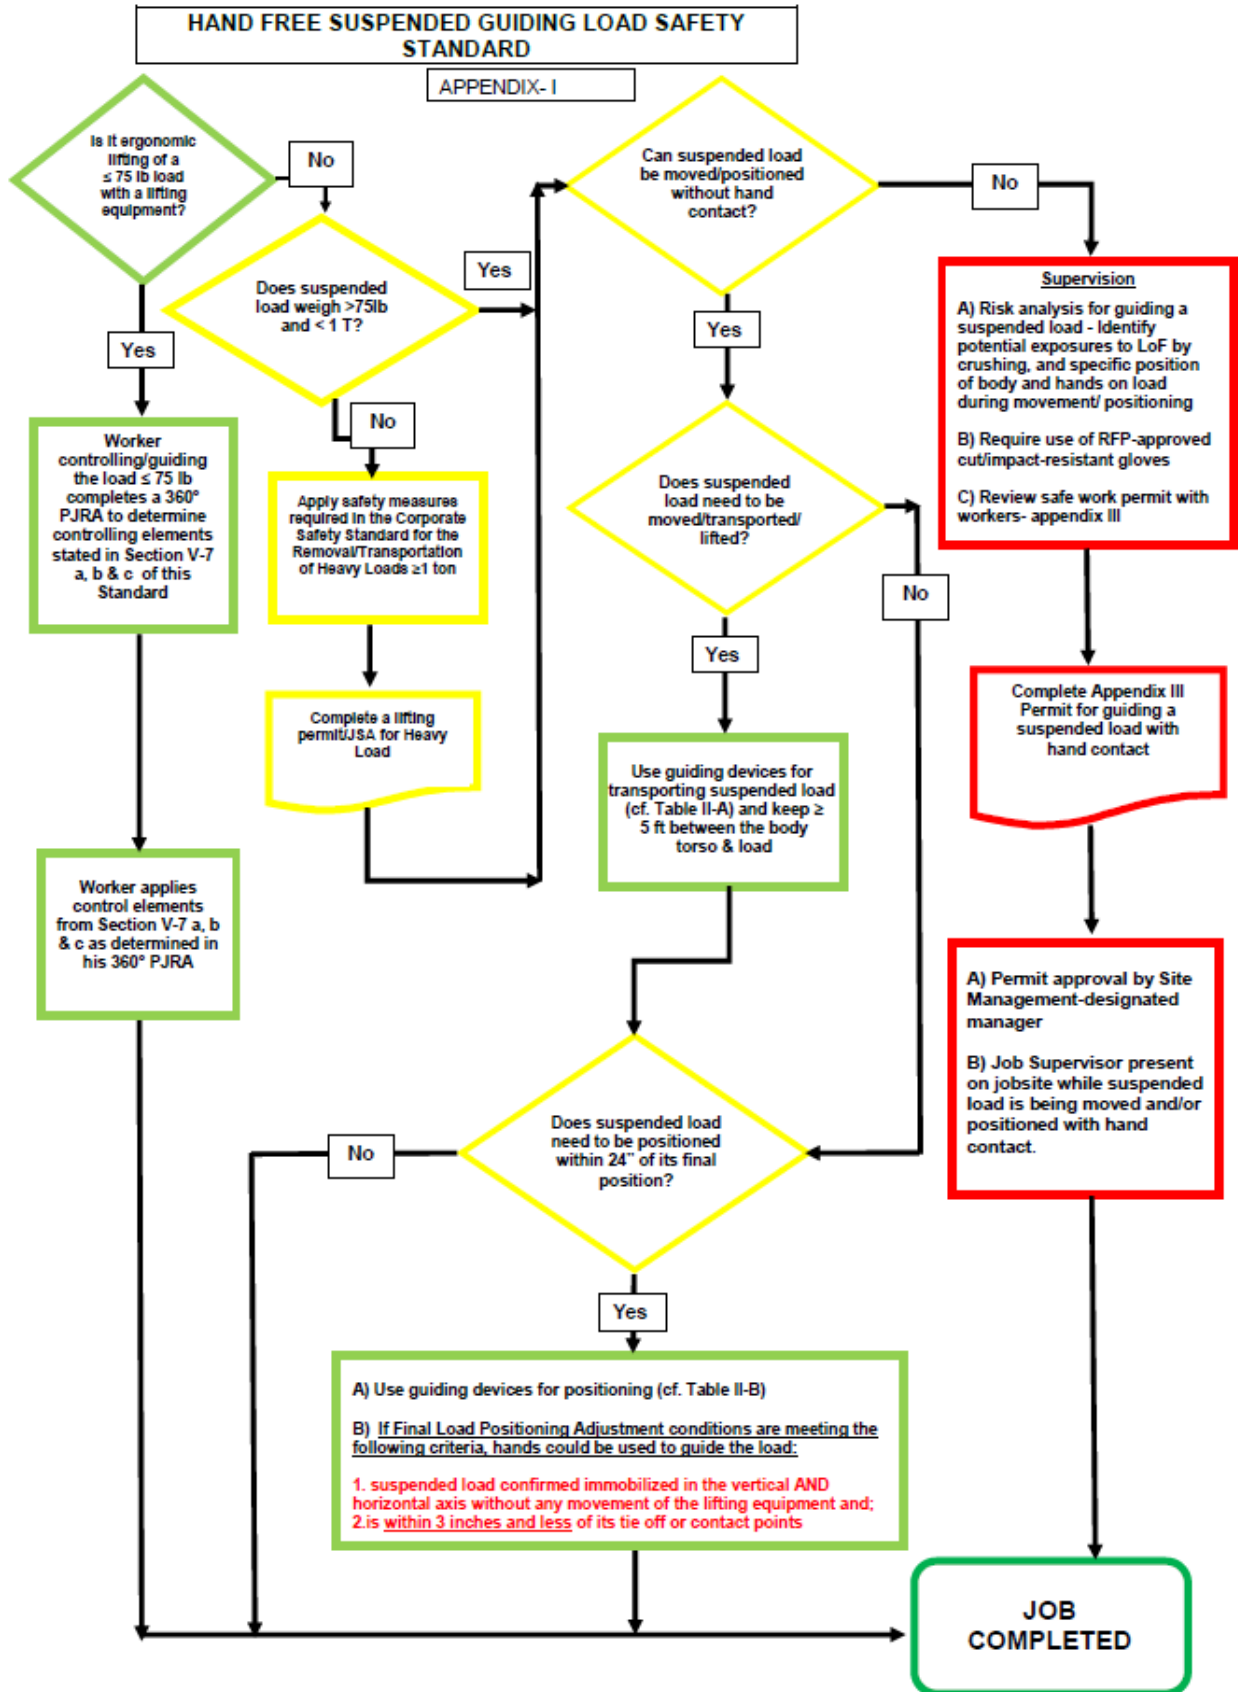 HAND FREE SUSPENDED GUIDING LOAD SAFETY
STANDARD
APPENDIX- I
Is it ergonomic
lifting of a
≤ 75 lb load
with a lifting
equipment?
No
Yes
Worker
controlling/guiding
the load ≤ 75 lb
completes a 360°
PJRA to determine
controlling elements
stated in Section V-7
a, b & c of this
Standard
Worker applies
control elements
from Section V-7 a, b
& c as determined in
his 360° PJRA
Does suspended
load weigh >75lb
and < 1 T?
Yes
No
Apply safety measures
required in the Corporate
Safety Standard for the
Removal/Transportation
of Heavy Loads ≥1 ton
Complete a lifting
permit/JSA for Heavy
Load
Can suspended load
be moved/positioned
without hand
contact?
No
Yes
Does suspended
load need to be
moved/transported/
lifted?
No
Yes
Use guiding devices for
transporting suspended load
(cf. Table II-A) and keep ≥
5 ft between the body
torso & load
Does suspended load
need to be positioned
within 24” of its final
position?
No
Yes
A) Use guiding devices for positioning (cf. Table II-B)
B) If Final Load Positioning Adjustment conditions are meeting the
following criteria, hands could be used to guide the load:
1. suspended load confirmed immobilized in the vertical AND
horizontal axis without any movement of the lifting equipment and;
2.is within 3 inches and less of its tie off or contact points
Supervision
A) Risk analysis for guiding a
suspended load - Identify
potential exposures to LoF by
crushing, and specific position
of body and hands on load
during movement/ positioning
B) Require use of RFP-approved
cut/impact-resistant gloves
C) Review safe work permit with
workers- appendix III
Complete Appendix III
Permit for guiding a
suspended load with
hand contact
A) Permit approval by Site
Management-designated
manager
B) Job Supervisor present
on jobsite while suspended
load is being moved and/or
positioned with hand
contact.
JOB
COMPLETED